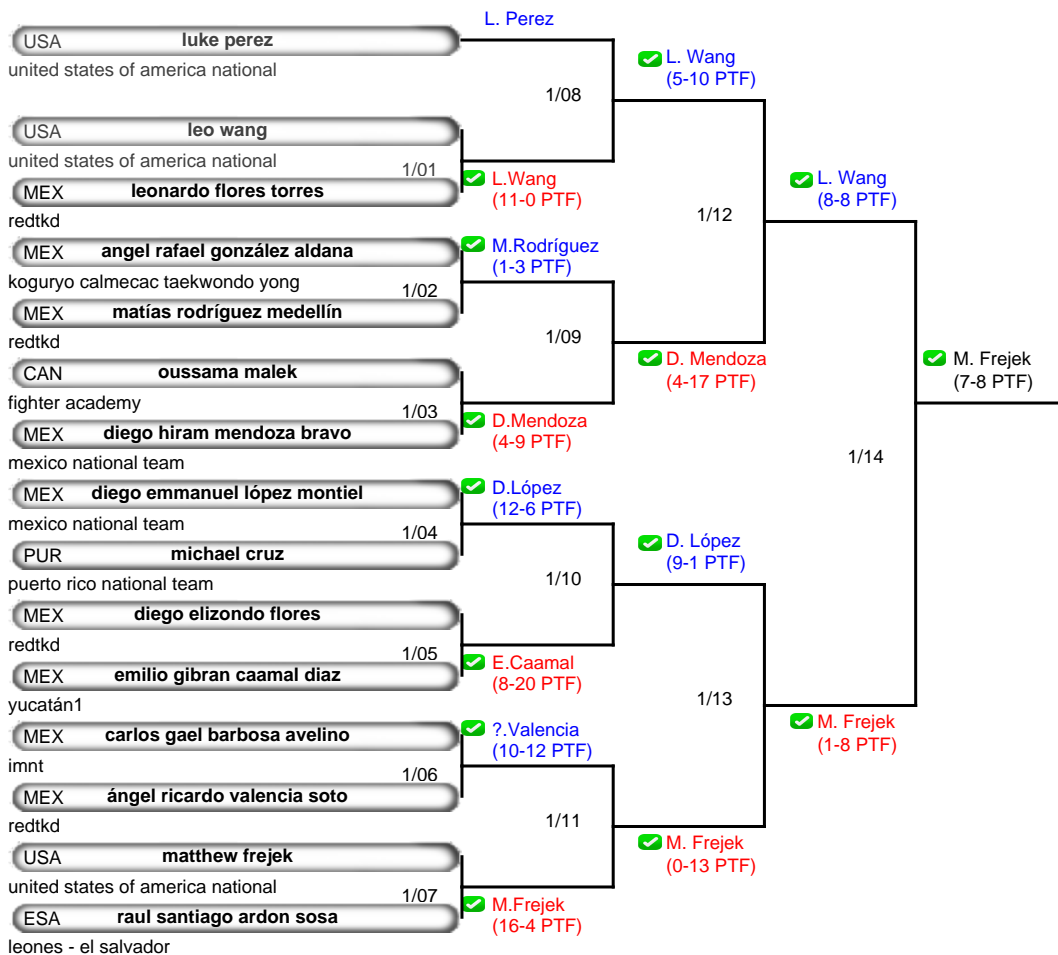 L. Perez
USA luke perez
united states of america national
L. Wang
(5-10 PTF)
1/08
USA leo wang
united states of america national
1/01
MEX leonardo flores torres
L.Wang
(11-0 PTF)
L. Wang
(8-8 PTF)
redtkd
1/12
MEX angel rafael gonzález aldana
M.Rodríguez
(1-3 PTF)
koguryo calmecac taekwondo yong
1/02
MEX matías rodríguez medellín
redtkd
1/09
CAN oussama malek
D. Mendoza
(4-17 PTF)
M. Frejek
(7-8 PTF)
fighter academy
1/03
MEX diego hiram mendoza bravo
D.Mendoza
(4-9 PTF)
mexico national team
1/14
MEX diego emmanuel lópez montiel
D.López
(12-6 PTF)
mexico national team
1/04
PUR michael cruz
D. López
(9-1 PTF)
puerto rico national team
1/10
MEX diego elizondo flores
redtkd
1/05
MEX emilio gibran caamal diaz
E.Caamal
(8-20 PTF)
yucatán1
1/13
MEX carlos gael barbosa avelino
?.Valencia
(10-12 PTF)
M. Frejek
(1-8 PTF)
imnt
1/06
MEX ángel ricardo valencia soto
redtkd
1/11
USA matthew frejek
M. Frejek
(0-13 PTF)
united states of america national
1/07
ESA raul santiago ardon sosa
M.Frejek
(16-4 PTF)
leones - el salvador